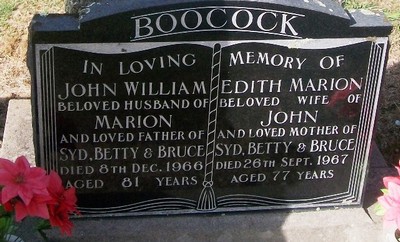 BOOCOCK
IN LOVING MEMORY OF
JOHN WILLIAM
BELOVED HUSBAND OF
MARION
AND LOVED FATHER OF
SYD, BETTY & BRUCE
DIED 8TH DEC. 1966
AGED 81 YEARS
EDITH MARION
BELOVED WIFE OF
JOHN
AND LOVED MOTHER OF
SYD, BETTY & BRUCE
DIED 26TH SEPT. 1967
AGED 77 YEARS